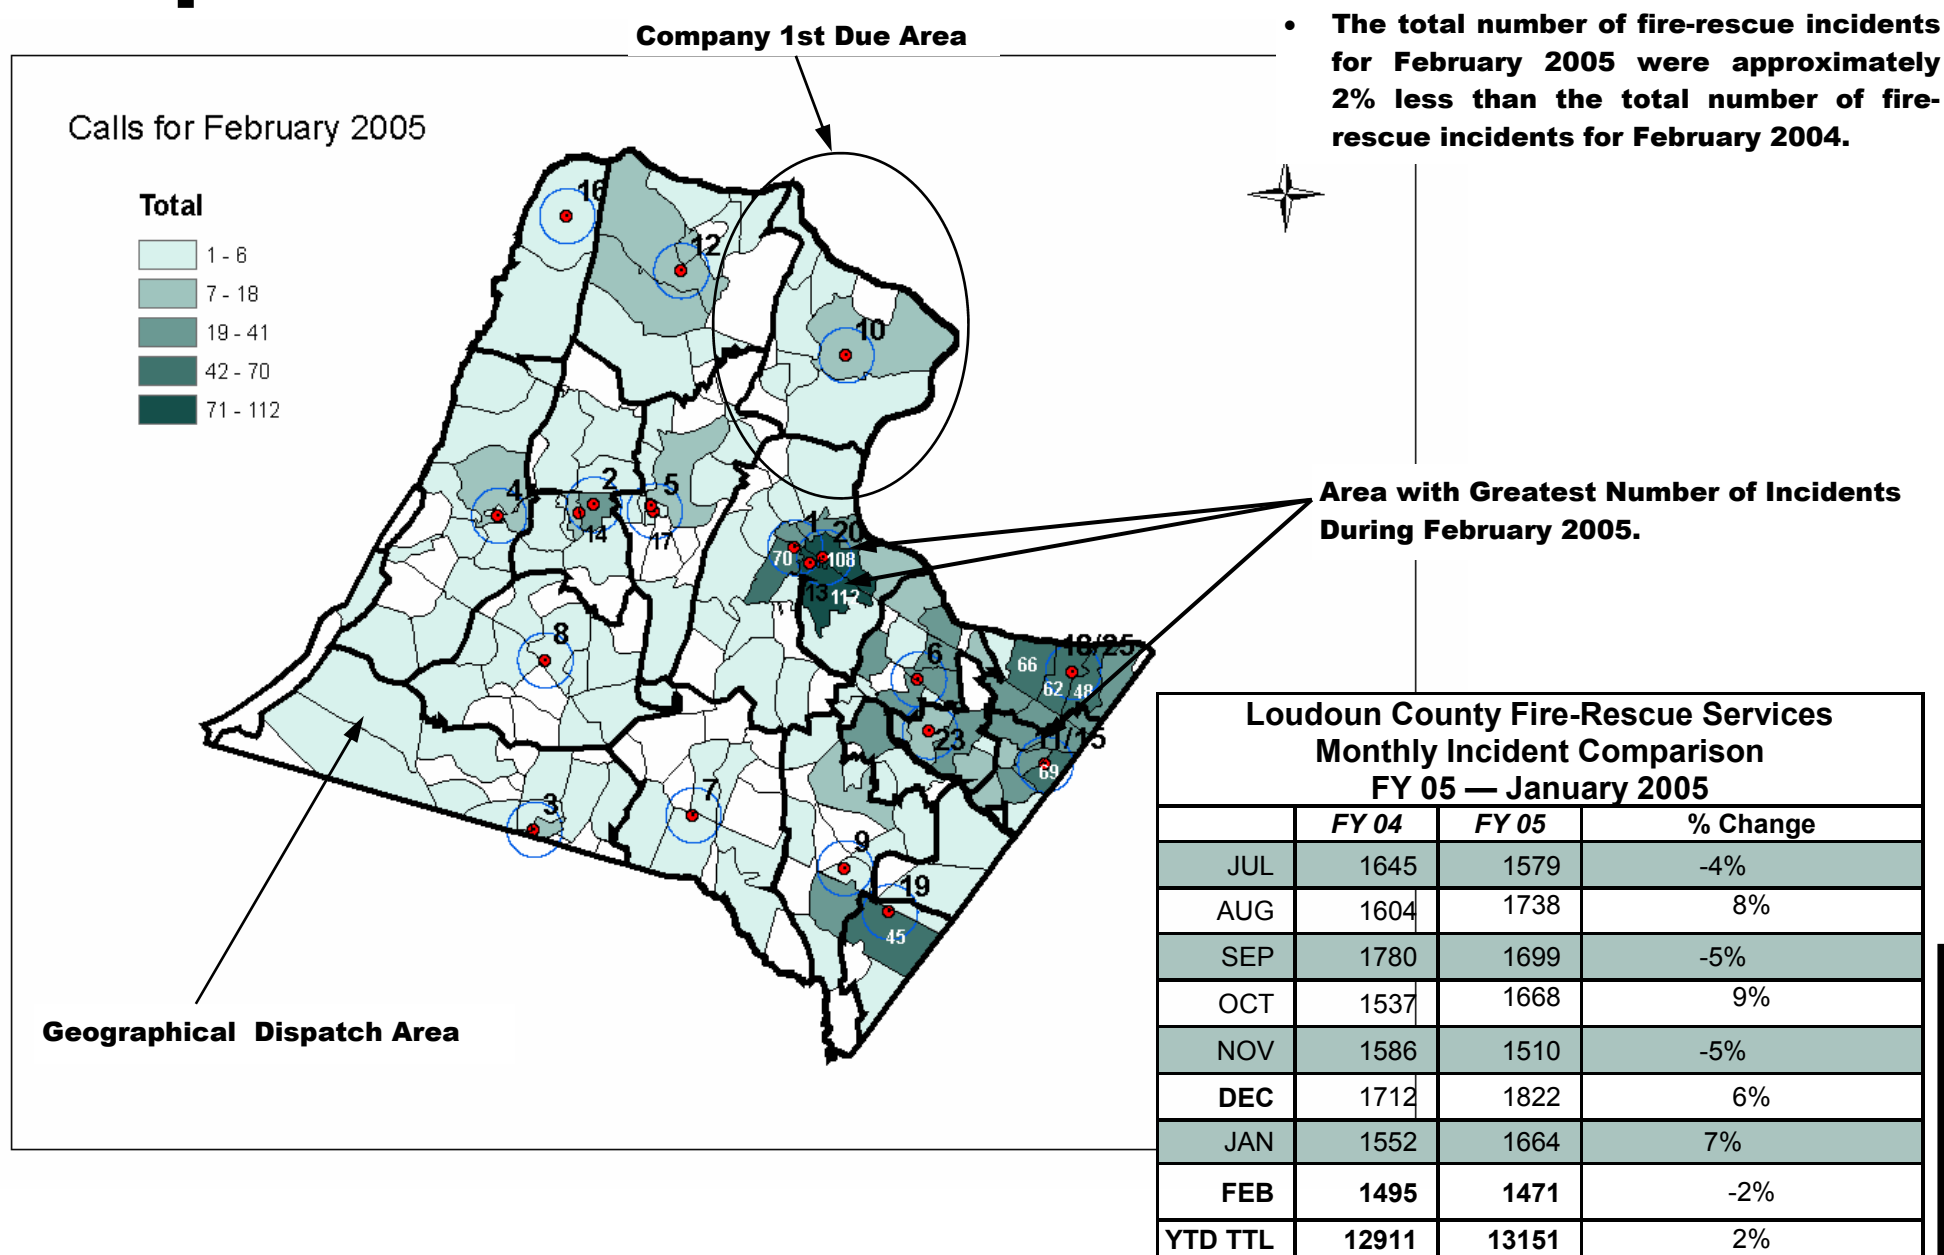 Company 1st Due Area
• The total number of fire-rescue incidents
for February 2005 were approximately
2% less than the total number of fire-
rescue incidents for February 2004.
Calls for February 2005
Total
1 - 6
7 - 18
19 - 41
42 - 70
71 - 112
16
12
10
4
2
14
5
17
1
20
70
108
13
112
8
6
18/25
66
62
48
23
11/15
69
7
3
9
19
45
Area with Greatest Number of Incidents
During February 2005.
Geographical Dispatch Area
Loudoun County Fire-Rescue Services
Monthly Incident Comparison
FY 05 — January 2005
FY 04 FY 05 % Change
JUL 1645 1579 -4%
AUG 1604 1738 8%
SEP 1780 1699 -5%
OCT 1537 1668 9%
NOV 1586 1510 -5%
DEC 1712 1822 6%
JAN 1552 1664 7%
FEB 1495 1471 -2%
YTD TTL 12911 13151 2%